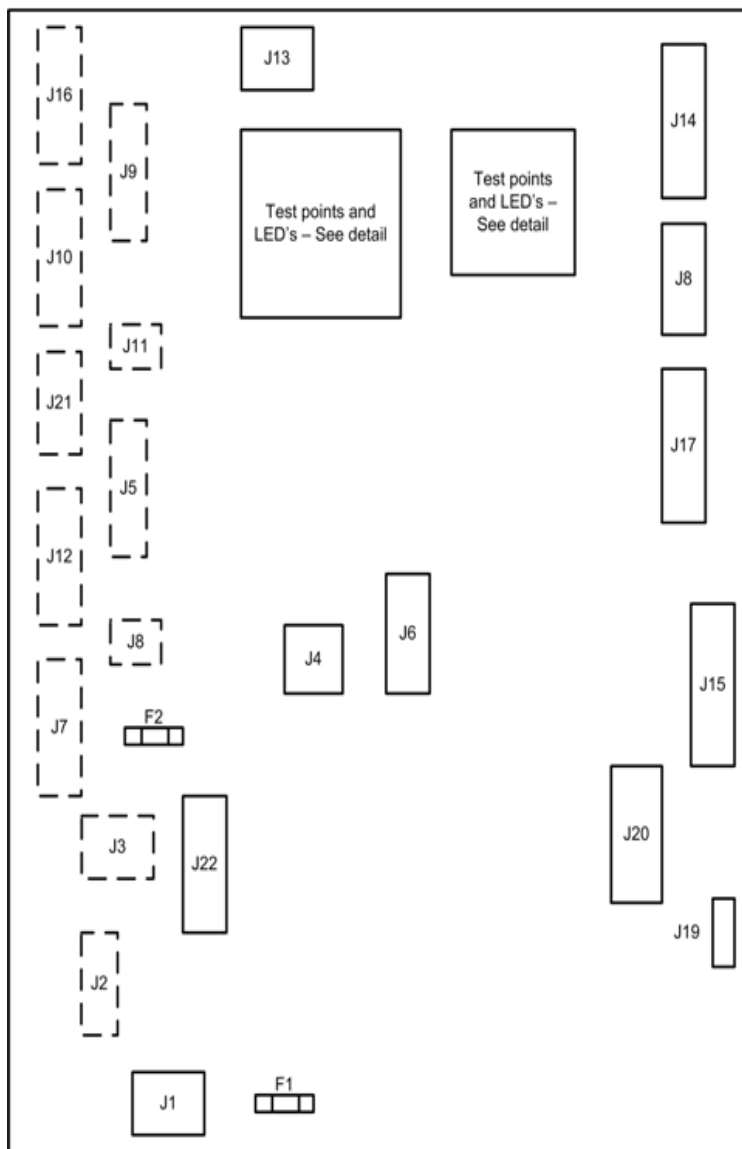 J13
J16
J14
J9
Test points
and LED's –
See detail
Test points and
LED's – See detail
J10
J8
J11
J21
J17
J5
J12
J6
J8
J4
J15
F2
J7
J3
J20
J22
J19
J2
F1
J1